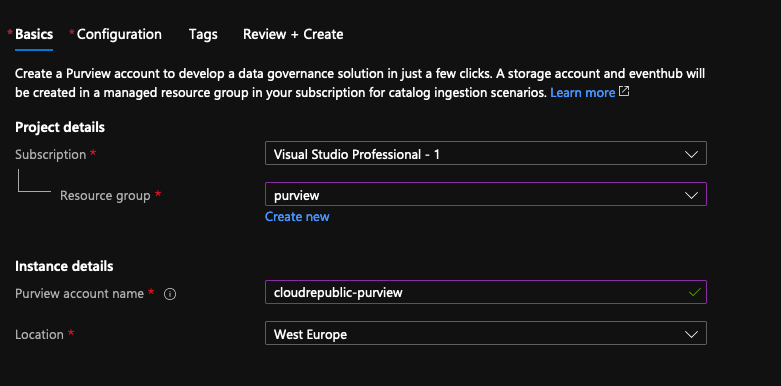 * Basics * Configuration Tags Review + Create
Create a Purview account to develop a data governance solution in just a few clicks. A storage account and eventhub will
be created in a managed resource group in your subscription for catalog ingestion scenarios. Learn more
Project details
Subscription * Visual Studio Professional - 1
Resource group * purview
Create new
Instance details
Purview account name * cloudrepublic-purview
Location * West Europe